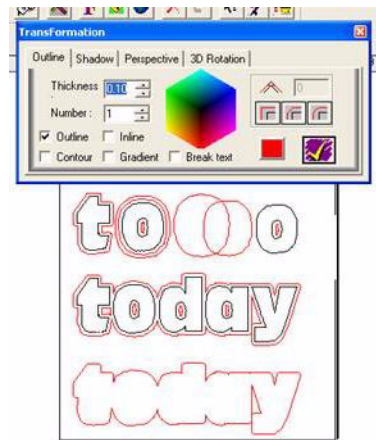 TransFormation
Outline Shadow Perspective 3D Rotation
Thickness 0.10 0
:
Number: 1
Outline Inline
Contour Gradient Break text
to o
today
today